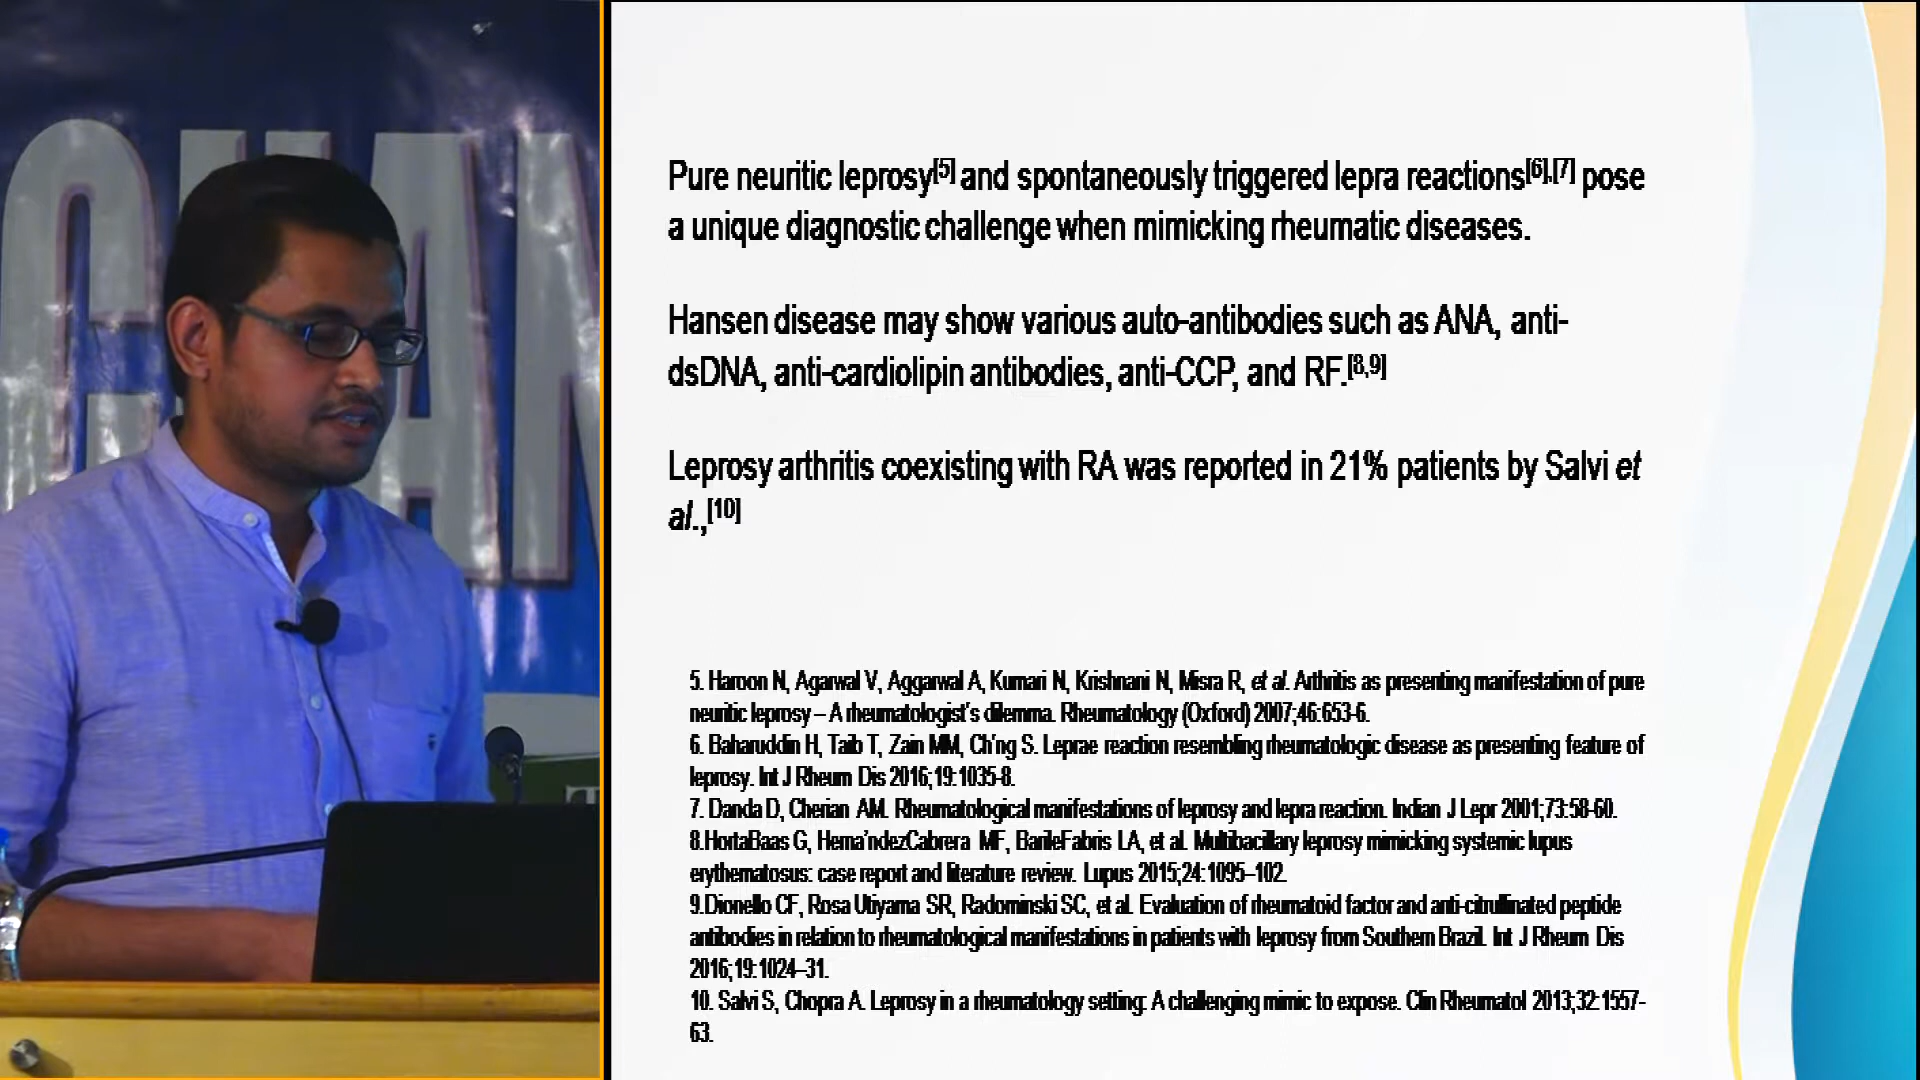 CHAN
T
Pure neuritic leprosy[5] and spontaneously triggered lepra reactions[6],[7] pose
a unique diagnostic challenge when mimicking rheumatic diseases.
Hansen disease may show various auto-antibodies such as ANA, anti-
dsDNA, anti-cardiolipin antibodies, anti-CCP, and RF.[8,9]
Leprosy arthritis coexisting with RA was reported in 21% patients by Salvi et
al.,[10]
5. Haroon N, Agarwal V, Aggarwal A, Kumari N, Krishnani N, Misra R, et al. Arthritis as presenting manifestation of pure
neuritic leprosy – A rheumatologist's dilemma. Rheumatology (Oxford) 2007;46:653-6.
6. Baharuddin H, Taib T, Zain MM, Ch'ng S. Leprae reaction resembling rheumatologic disease as presenting feature of
leprosy. Int J Rheum Dis 2016;19:1035-8.
7. Danda D, Cherian AM. Rheumatological manifestations of leprosy and lepra reaction. Indian J Lepr 2001;73:58-60.
8.HortaBaas G, Herna'ndezCabrera MF, BarileFabris LA, et al. Multibacillary leprosy mimicking systemic lupus
erythematosus: case report and literature review. Lupus 2015;24:1095–102.
9.Dionello CF, Rosa Utiyama SR, Radominski SC, et al. Evaluation of rheumatoid factor and anti-citrullinated peptide
antibodies in relation to rheumatological manifestations in patients with leprosy from Southern Brazil. Int J Rheum Dis
2016;19:1024–31.
10. Salvi S, Chopra A. Leprosy in a rheumatology setting: A challenging mimic to expose. Clin Rheumatol 2013;32:1557-
63.